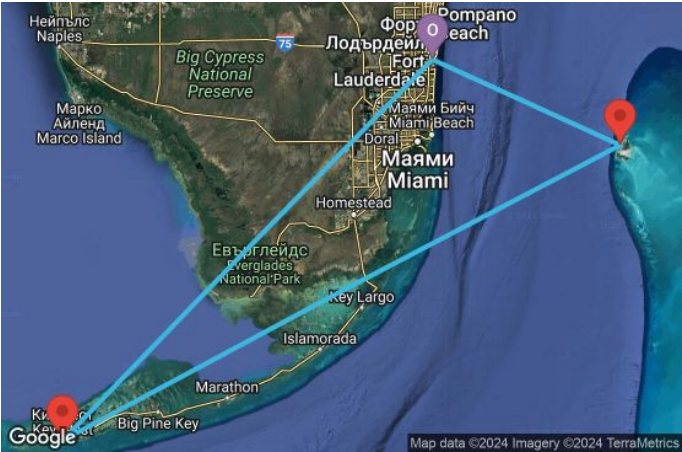 Нейпълс
Naples
Pompano
Beach
75
Лодърдейл
Fort
Lauderdale
O
Big Cypress
National
Preserve
Марко
Айленд
Marco Island
Маями Бийч
Miami Beach
Doral
Маями
Miami
Homestead
Евърглейдс
Everglades
National Park
Key Largo
Islamorada
Marathon
Big Pine Key
Google
Map data ©2024 Imagery ©2024 TerraMetrics